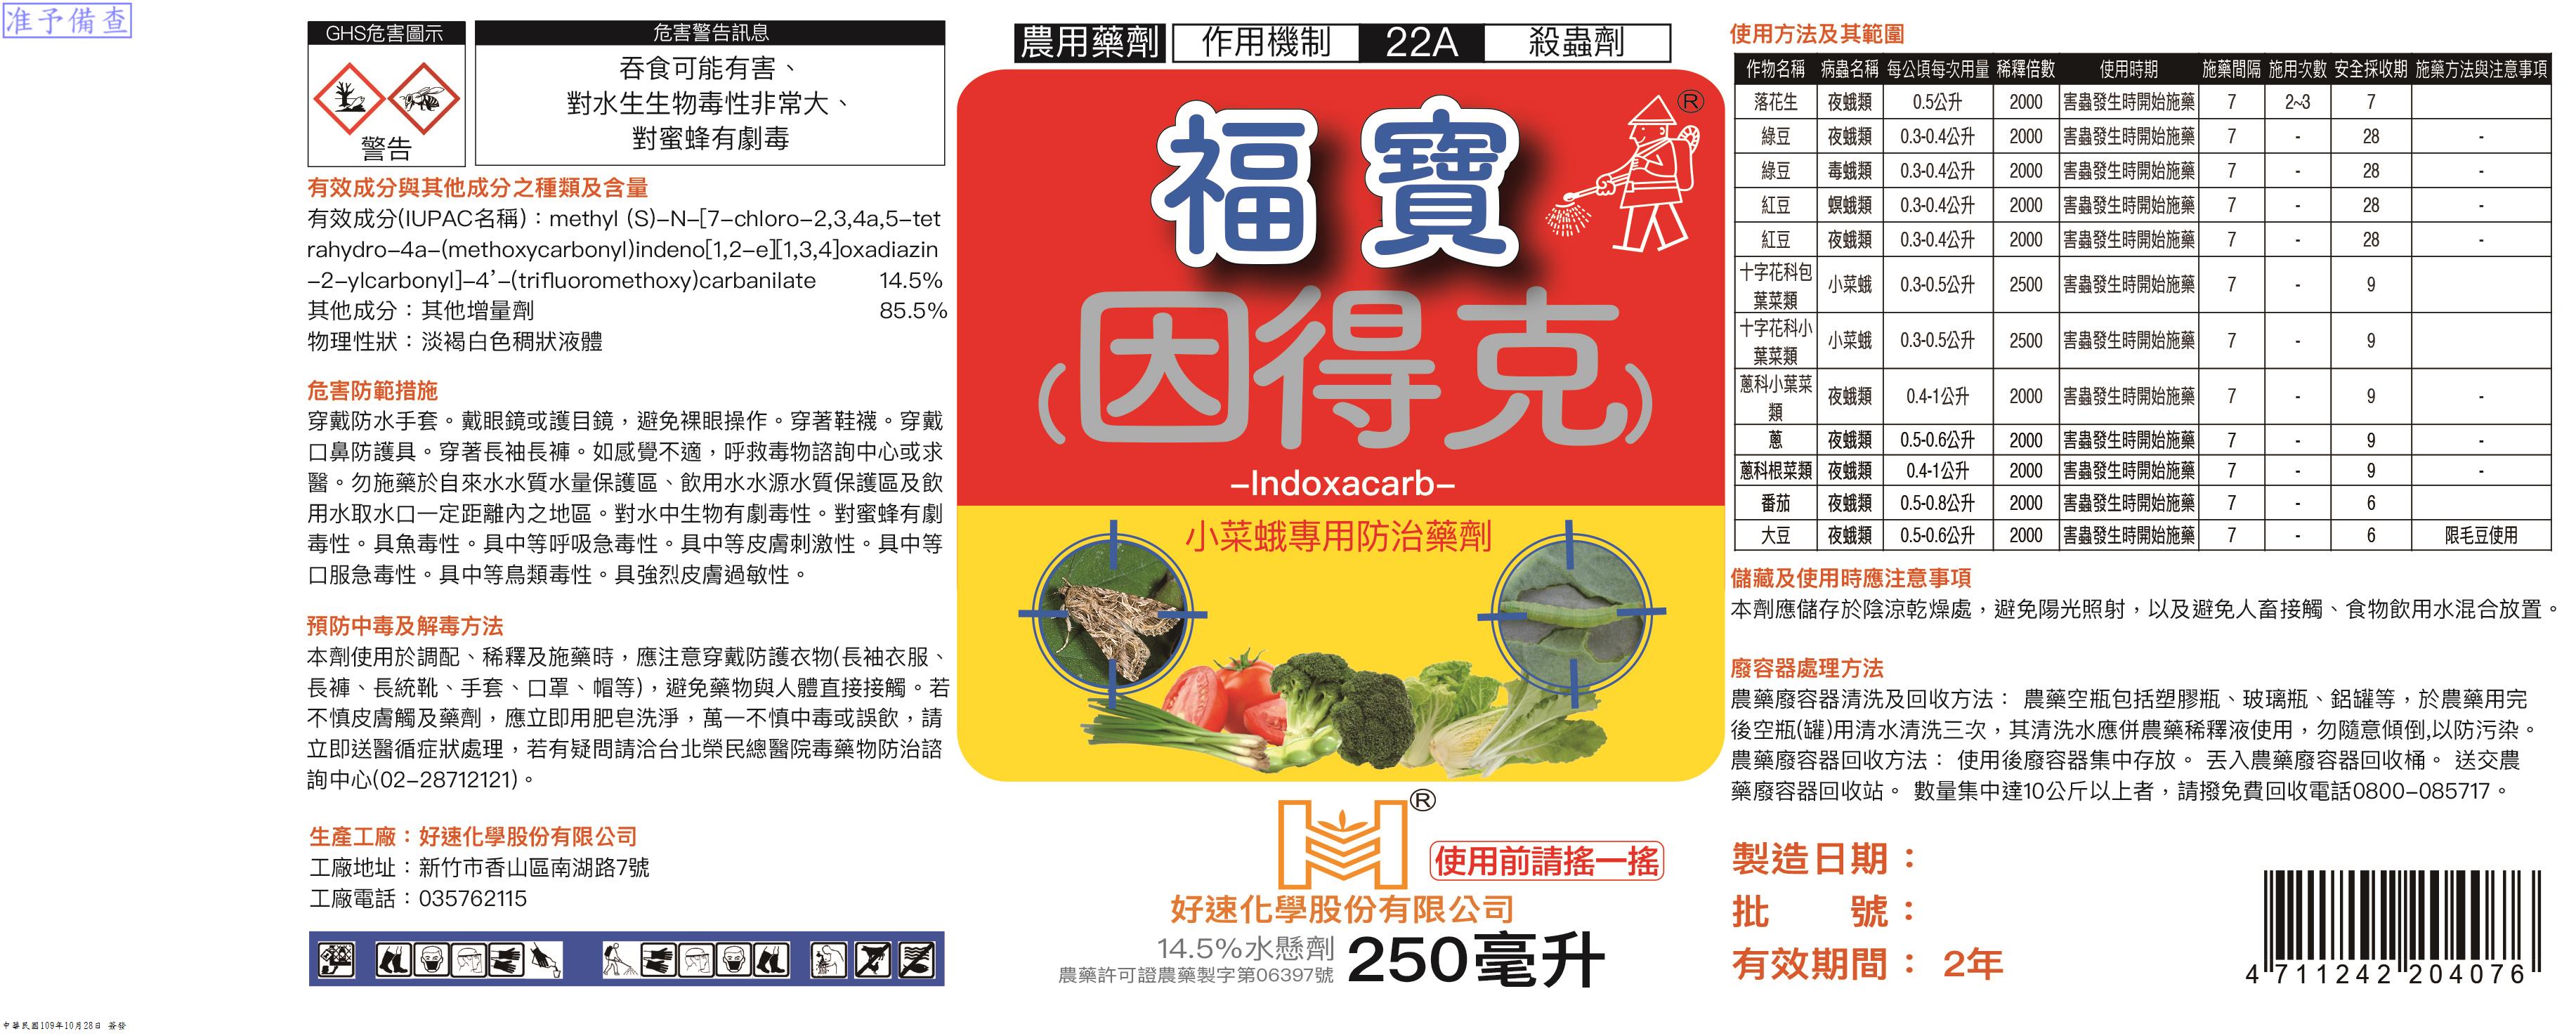 准予備查
GHS危害圖示
警告
危害警告訊息
吞食可能有害、
對水生生物毒性非常大、
對蜜蜂有劇毒
有效成分與其他成分之種類及含量
有效成分(IUPAC名稱)：methyl (S)-N-[7-chloro-2,3,4a,5-tet
rahydro-4a-(methoxycarbonyl)indeno[1,2-e][1,3,4]oxadiazin
-2-ylcarbonyl]-4'-(trifluoromethoxy)carbanilate 14.5%
其他成分：其他增量劑 85.5%
物理性狀：淡褐白色稠狀液體
危害防範措施
穿戴防水手套。戴眼鏡或護目鏡，避免裸眼操作。穿著鞋襪。穿戴
口鼻防護具。穿著長袖長褲。如感覺不適，呼救毒物諮詢中心或求
醫。勿施藥於自來水水質水量保護區、飲用水水源水質保護區及飲
用水取水口一定距離內之地區。對水中生物有劇毒性。對蜜蜂有劇
毒性。具魚毒性。具中等呼吸急毒性。具中等皮膚刺激性。具中等
口服急毒性。具中等鳥類毒性。具強烈皮膚過敏性。
預防中毒及解毒方法
本劑使用於調配、稀釋及施藥時，應注意穿戴防護衣物(長袖衣服、
長褲、長統靴、手套、口罩、帽等)，避免藥物與人體直接接觸。若
不慎皮膚觸及藥劑，應立即用肥皂洗淨，萬一不慎中毒或誤飲，請
立即送醫循症狀處理，若有疑問請洽台北榮民總醫院毒藥物防治諮
詢中心(02-28712121)。
生產工廠：好速化學股份有限公司
工廠地址：新竹市香山區南湖路7號
工廠電話：035762115
中華民國109年10月28日 簽發
農用藥劑 作用機制 22A 殺蟲劑
福寶
®
(因得克)
-Indoxacarb-
小菜蛾專用防治藥劑
®
使用前請搖一搖
好速化學股份有限公司
14.5%水懸劑
農藥許可證農藥製字第06397號
250毫升
使用方法及其範圍
作物名稱 病蟲名稱 每公頃每次用量 稀釋倍數 使用時期 施藥間隔 施用次數 安全採收期 施藥方法與注意事項
落花生 夜蛾類 0.5公升 2000 害蟲發生時開始施藥 7 2~3 7
綠豆 夜蛾類 0.3-0.4公升 2000 害蟲發生時開始施藥 7 - 28 -
綠豆 毒蛾類 0.3-0.4公升 2000 害蟲發生時開始施藥 7 - 28 -
紅豆 螟蛾類 0.3-0.4公升 2000 害蟲發生時開始施藥 7 - 28 -
紅豆 夜蛾類 0.3-0.4公升 2000 害蟲發生時開始施藥 7 - 28 -
十字花科包
葉菜類 小菜蛾 0.3-0.5公升 2500 害蟲發生時開始施藥 7 - 9
十字花科小
葉菜類 小菜蛾 0.3-0.5公升 2500 害蟲發生時開始施藥 7 - 9
蔥科小葉菜
類 夜蛾類 0.4-1公升 2000 害蟲發生時開始施藥 7 - 9 -
蔥 夜蛾類 0.5-0.6公升 2000 害蟲發生時開始施藥 7 - 9 -
蔥科根菜類 夜蛾類 0.4-1公升 2000 害蟲發生時開始施藥 7 - 9 -
番茄 夜蛾類 0.5-0.8公升 2000 害蟲發生時開始施藥 7 - 6
大豆 夜蛾類 0.5-0.6公升 2000 害蟲發生時開始施藥 7 - 6 限毛豆使用
儲藏及使用時應注意事項
本劑應儲存於陰涼乾燥處，避免陽光照射，以及避免人畜接觸、食物飲用水混合放置。
廢容器處理方法
農藥廢容器清洗及回收方法： 農藥空瓶包括塑膠瓶、玻璃瓶、鋁罐等，於農藥用完
後空瓶(罐)用清水清洗三次，其清洗水應併農藥稀釋液使用，勿隨意傾倒,以防污染。
農藥廢容器回收方法： 使用後廢容器集中存放。 丟入農藥廢容器回收桶。 送交農
藥廢容器回收站。 數量集中達10公斤以上者，請撥免費回收電話0800-085717。
製造日期：
批 號：
有效期間： 2年
4 711242 204076